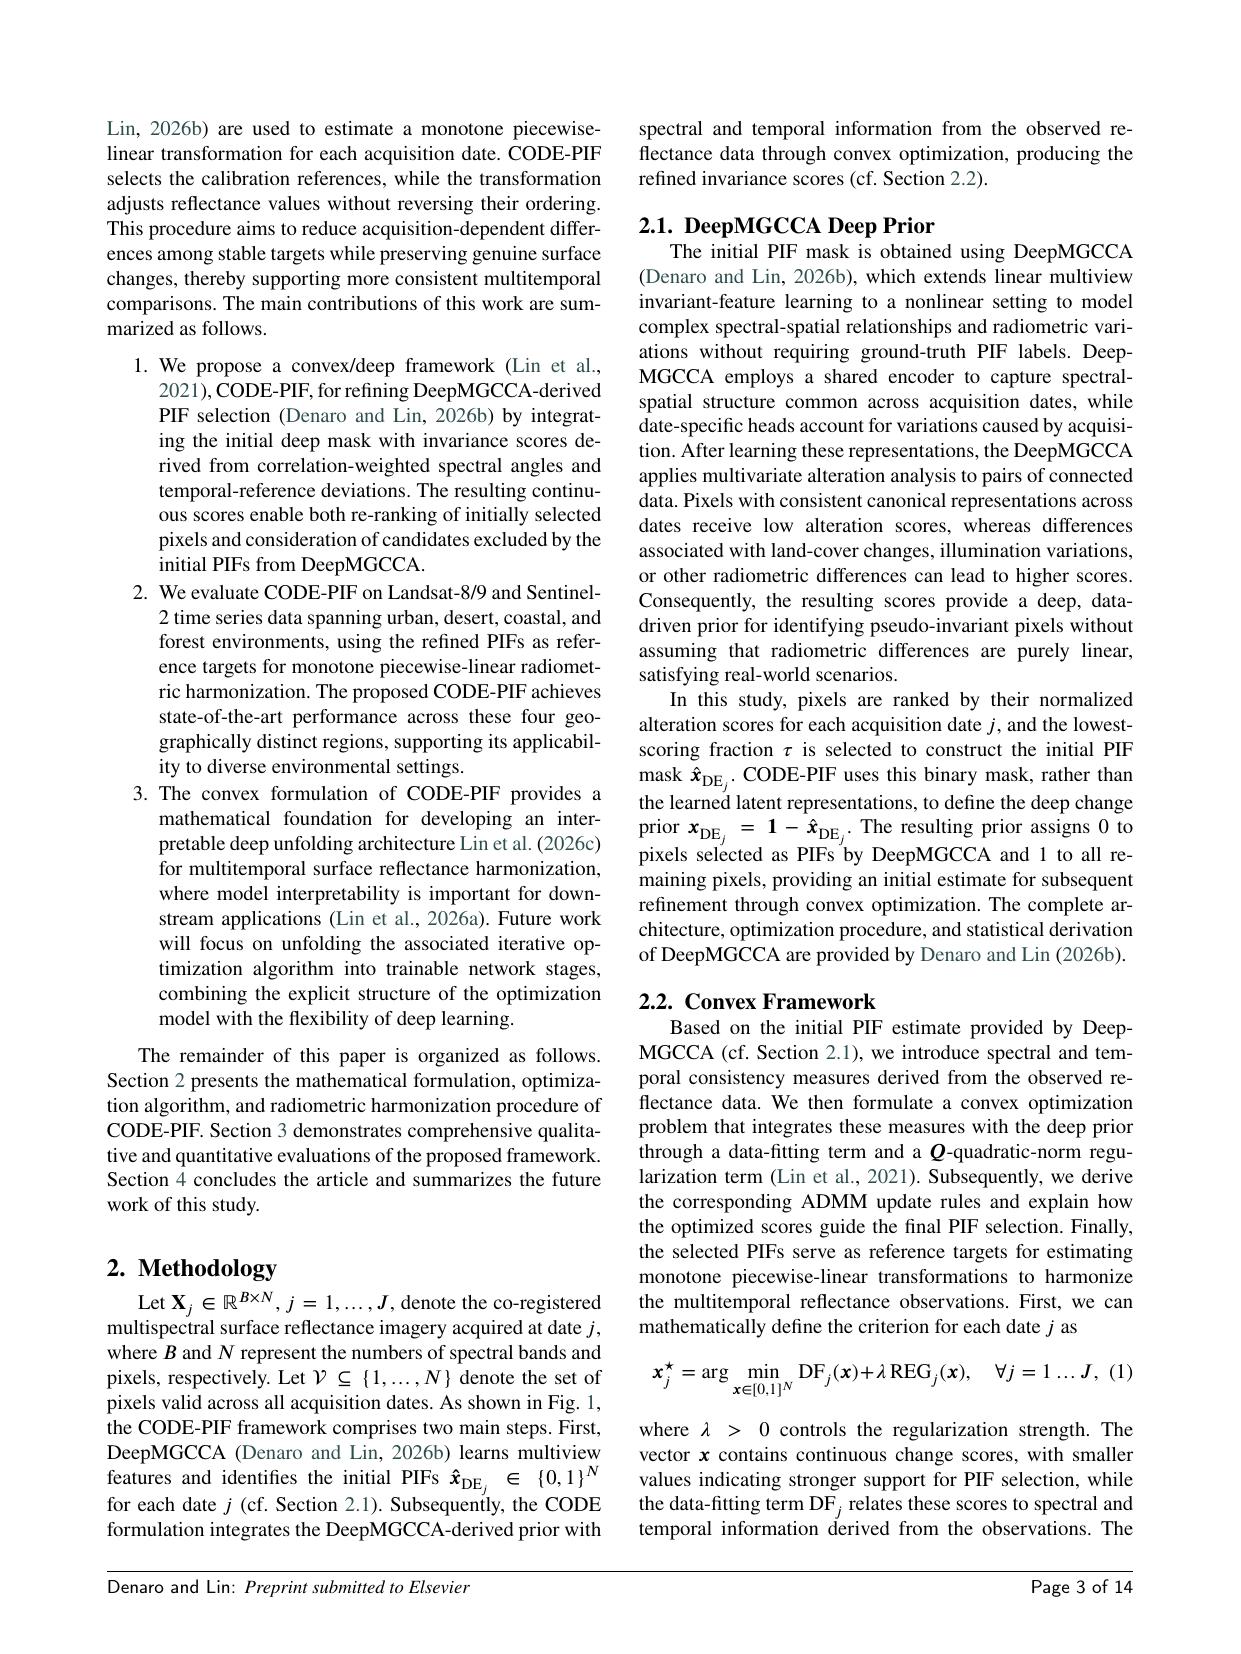 Lin, 2026b) are used to estimate a monotone piecewise-
linear transformation for each acquisition date. CODE-PIF
selects the calibration references, while the transformation
adjusts reflectance values without reversing their ordering.
This procedure aims to reduce acquisition-dependent differ-
ences among stable targets while preserving genuine surface
changes, thereby supporting more consistent multitemporal
comparisons. The main contributions of this work are sum-
marized as follows.
1. We propose a convex/deep framework (Lin et al.,
2021), CODE-PIF, for refining DeepMGCCA-derived
PIF selection (Denaro and Lin, 2026b) by integrat-
ing the initial deep mask with invariance scores de-
rived from correlation-weighted spectral angles and
temporal-reference deviations. The resulting continu-
ous scores enable both re-ranking of initially selected
pixels and consideration of candidates excluded by the
initial PIFs from DeepMGCCA.
2. We evaluate CODE-PIF on Landsat-8/9 and Sentinel-
2 time series data spanning urban, desert, coastal, and
forest environments, using the refined PIFs as refer-
ence targets for monotone piecewise-linear radiomet-
ric harmonization. The proposed CODE-PIF achieves
state-of-the-art performance across these four geo-
graphically distinct regions, supporting its applicabil-
ity to diverse environmental settings.
3. The convex formulation of CODE-PIF provides a
mathematical foundation for developing an inter-
pretable deep unfolding architecture Lin et al. (2026c)
for multitemporal surface reflectance harmonization,
where model interpretability is important for down-
stream applications (Lin et al., 2026a). Future work
will focus on unfolding the associated iterative op-
timization algorithm into trainable network stages,
combining the explicit structure of the optimization
model with the flexibility of deep learning.
The remainder of this paper is organized as follows.
Section 2 presents the mathematical formulation, optimiza-
tion algorithm, and radiometric harmonization procedure of
CODE-PIF. Section 3 demonstrates comprehensive qualita-
tive and quantitative evaluations of the proposed framework.
Section 4 concludes the article and summarizes the future
work of this study.
2. Methodology
Let X_j ∈ ℝ^{B×N}, j = 1, … , J, denote the co-registered
multispectral surface reflectance imagery acquired at date j,
where B and N represent the numbers of spectral bands and
pixels, respectively. Let 𝒱 ⊆ {1, … , N} denote the set of
pixels valid across all acquisition dates. As shown in Fig. 1,
the CODE-PIF framework comprises two main steps. First,
DeepMGCCA (Denaro and Lin, 2026b) learns multiview
features and identifies the initial PIFs x̂_{DE_j} ∈ {0, 1}^N
for each date j (cf. Section 2.1). Subsequently, the CODE
formulation integrates the DeepMGCCA-derived prior with
spectral and temporal information from the observed re-
flectance data through convex optimization, producing the
refined invariance scores (cf. Section 2.2).
2.1. DeepMGCCA Deep Prior
The initial PIF mask is obtained using DeepMGCCA
(Denaro and Lin, 2026b), which extends linear multiview
invariant-feature learning to a nonlinear setting to model
complex spectral-spatial relationships and radiometric vari-
ations without requiring ground-truth PIF labels. Deep-
MGCCA employs a shared encoder to capture spectral-
spatial structure common across acquisition dates, while
date-specific heads account for variations caused by acquisi-
tion. After learning these representations, the DeepMGCCA
applies multivariate alteration analysis to pairs of connected
data. Pixels with consistent canonical representations across
dates receive low alteration scores, whereas differences
associated with land-cover changes, illumination variations,
or other radiometric differences can lead to higher scores.
Consequently, the resulting scores provide a deep, data-
driven prior for identifying pseudo-invariant pixels without
assuming that radiometric differences are purely linear,
satisfying real-world scenarios.
In this study, pixels are ranked by their normalized
alteration scores for each acquisition date j, and the lowest-
scoring fraction τ is selected to construct the initial PIF
mask x̂_{DE_j}. CODE-PIF uses this binary mask, rather than
the learned latent representations, to define the deep change
prior x_{DE_j} = 1 − x̂_{DE_j}. The resulting prior assigns 0 to
pixels selected as PIFs by DeepMGCCA and 1 to all re-
maining pixels, providing an initial estimate for subsequent
refinement through convex optimization. The complete ar-
chitecture, optimization procedure, and statistical derivation
of DeepMGCCA are provided by Denaro and Lin (2026b).
2.2. Convex Framework
Based on the initial PIF estimate provided by Deep-
MGCCA (cf. Section 2.1), we introduce spectral and tem-
poral consistency measures derived from the observed re-
flectance data. We then formulate a convex optimization
problem that integrates these measures with the deep prior
through a data-fitting term and a Q-quadratic-norm regu-
larization term (Lin et al., 2021). Subsequently, we derive
the corresponding ADMM update rules and explain how
the optimized scores guide the final PIF selection. Finally,
the selected PIFs serve as reference targets for estimating
monotone piecewise-linear transformations to harmonize
the multitemporal reflectance observations. First, we can
mathematically define the criterion for each date j as
x_j^⋆ = arg min_{x∈[0,1]^N} DF_j(x)+λ REG_j(x), ∀j = 1 … J, (1)
where λ > 0 controls the regularization strength. The
vector x contains continuous change scores, with smaller
values indicating stronger support for PIF selection, while
the data-fitting term DF_j relates these scores to spectral and
temporal information derived from the observations. The
Denaro and Lin: Preprint submitted to Elsevier
Page 3 of 14